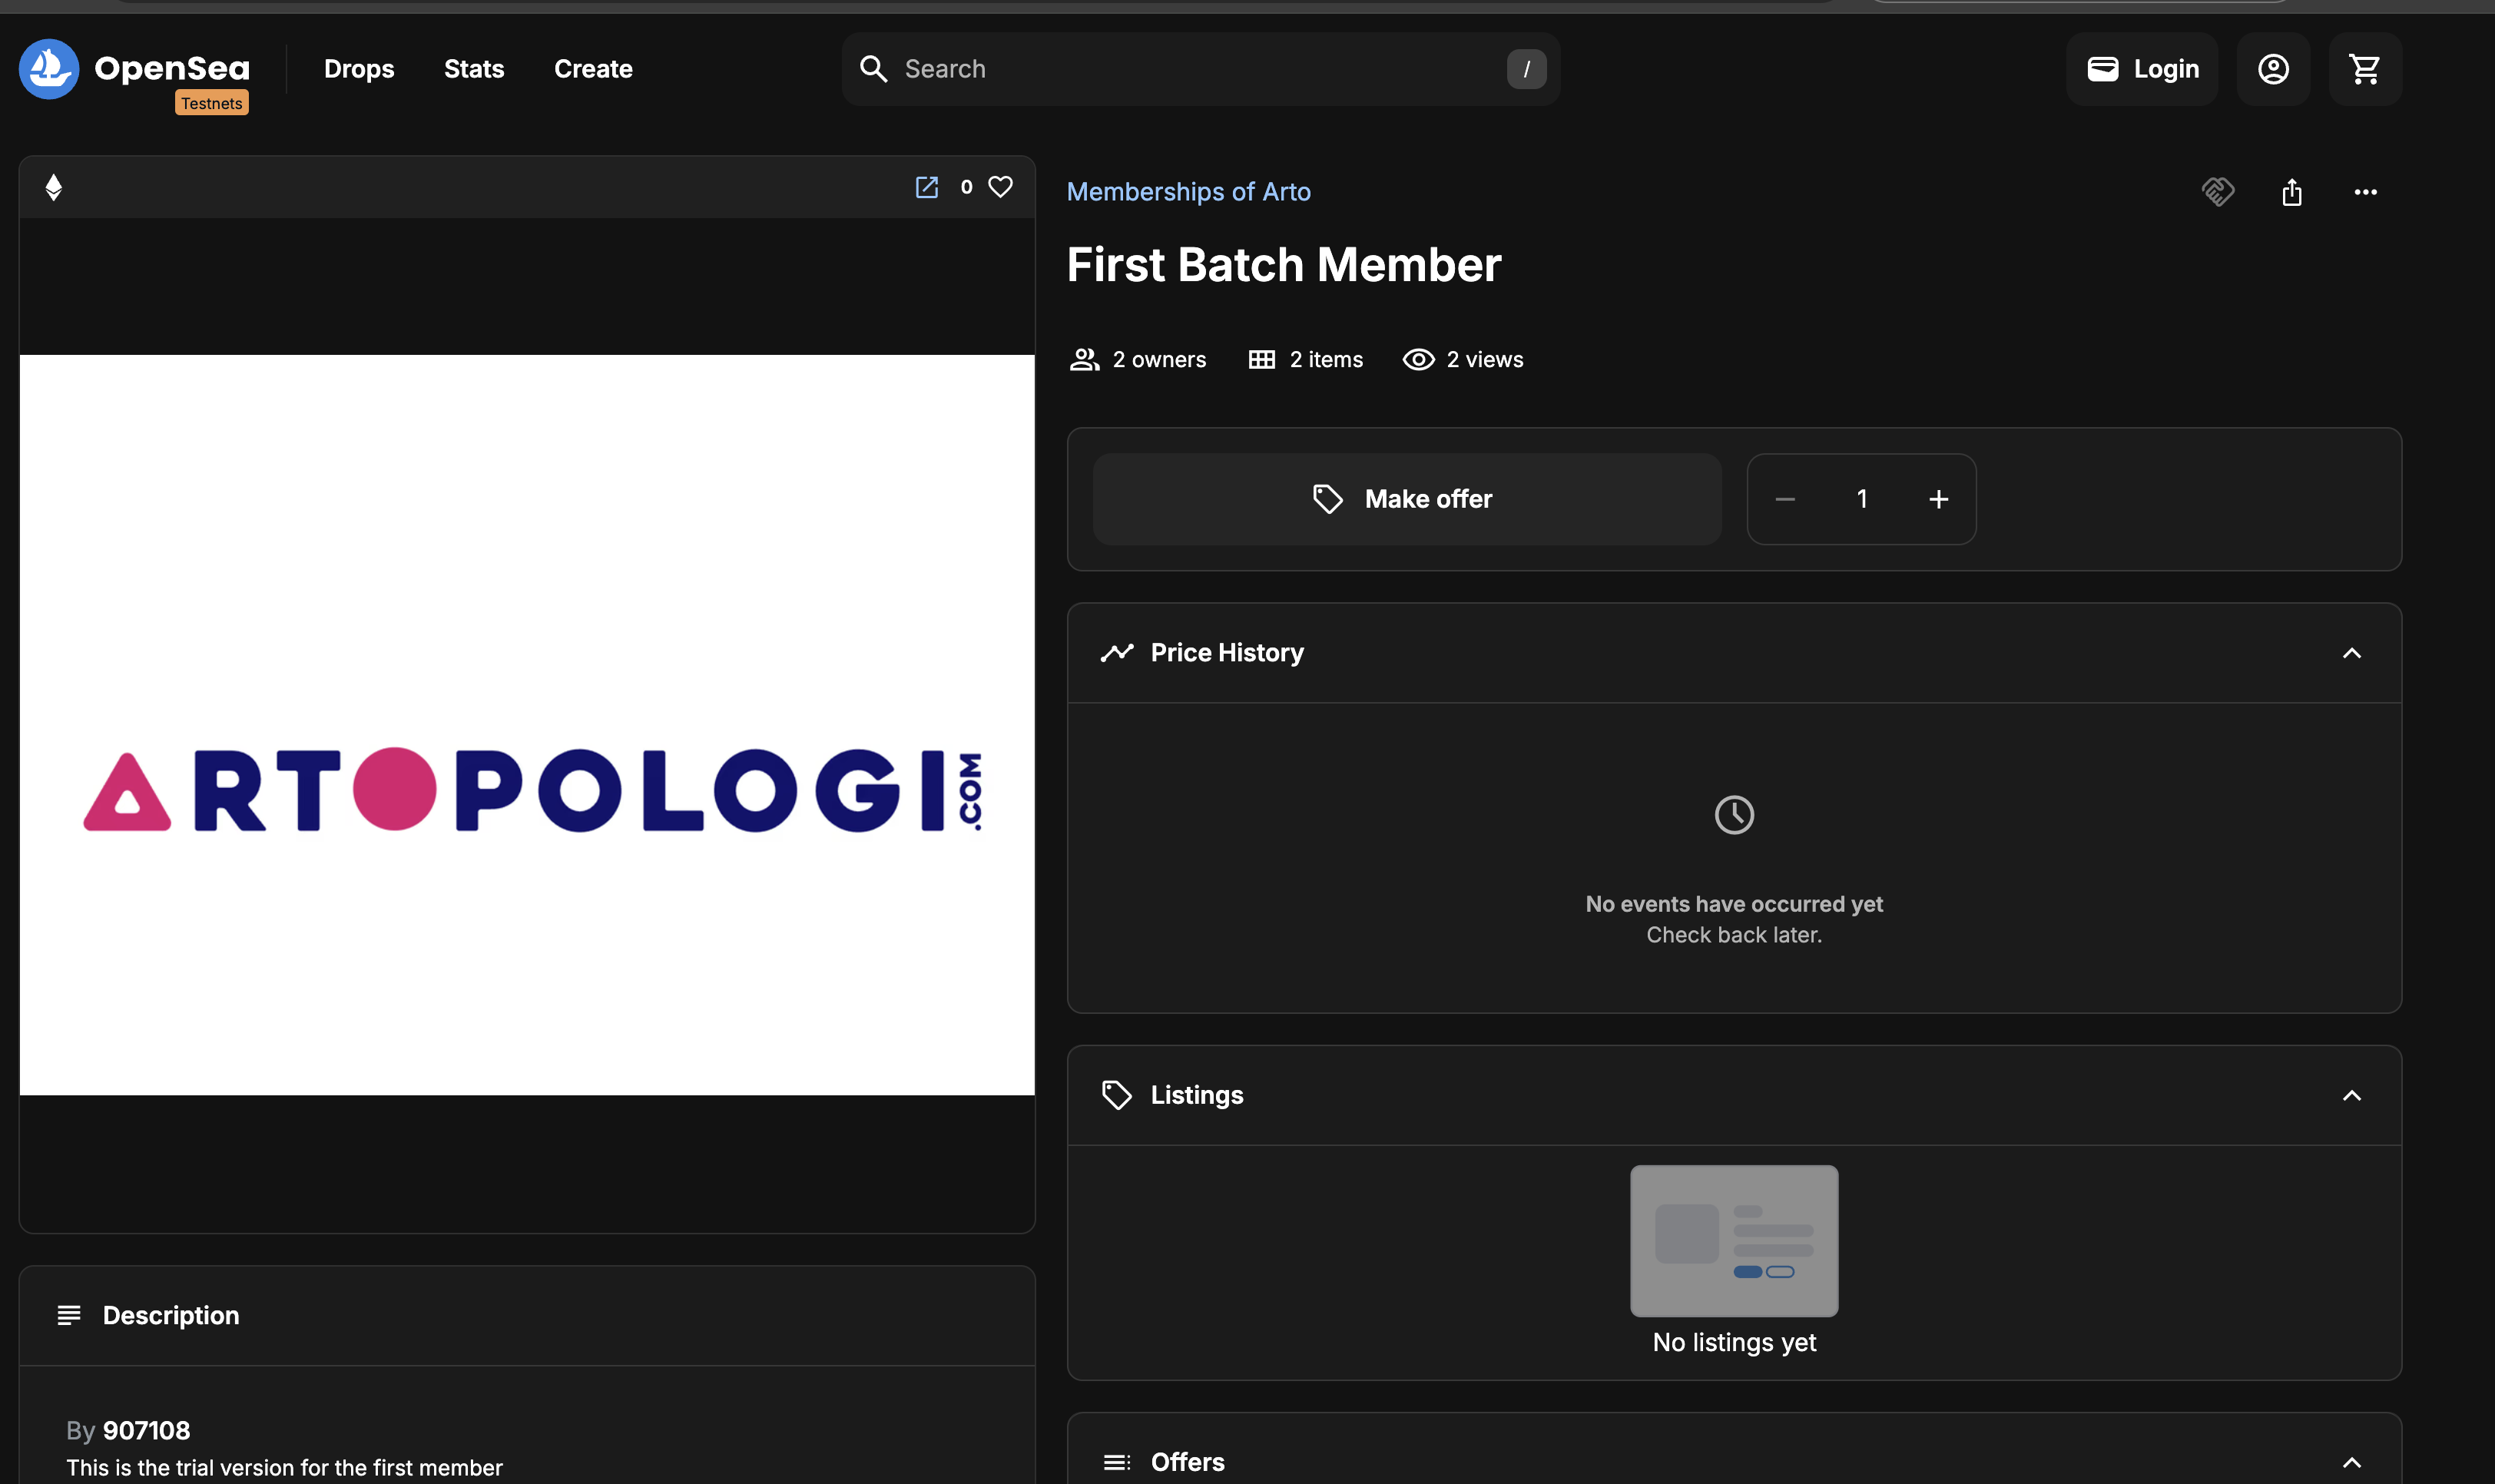 OpenSea
Testnets
Drops
Stats
Create
Search
/
Login
0
Memberships of Arto
First Batch Member
2 owners
2 items
2 views
Make offer
1
ARTOPOLOGI.COM
Price History
No events have occurred yet
Check back later.
Listings
No listings yet
Description
By 907108
This is the trial version for the first member
Offers